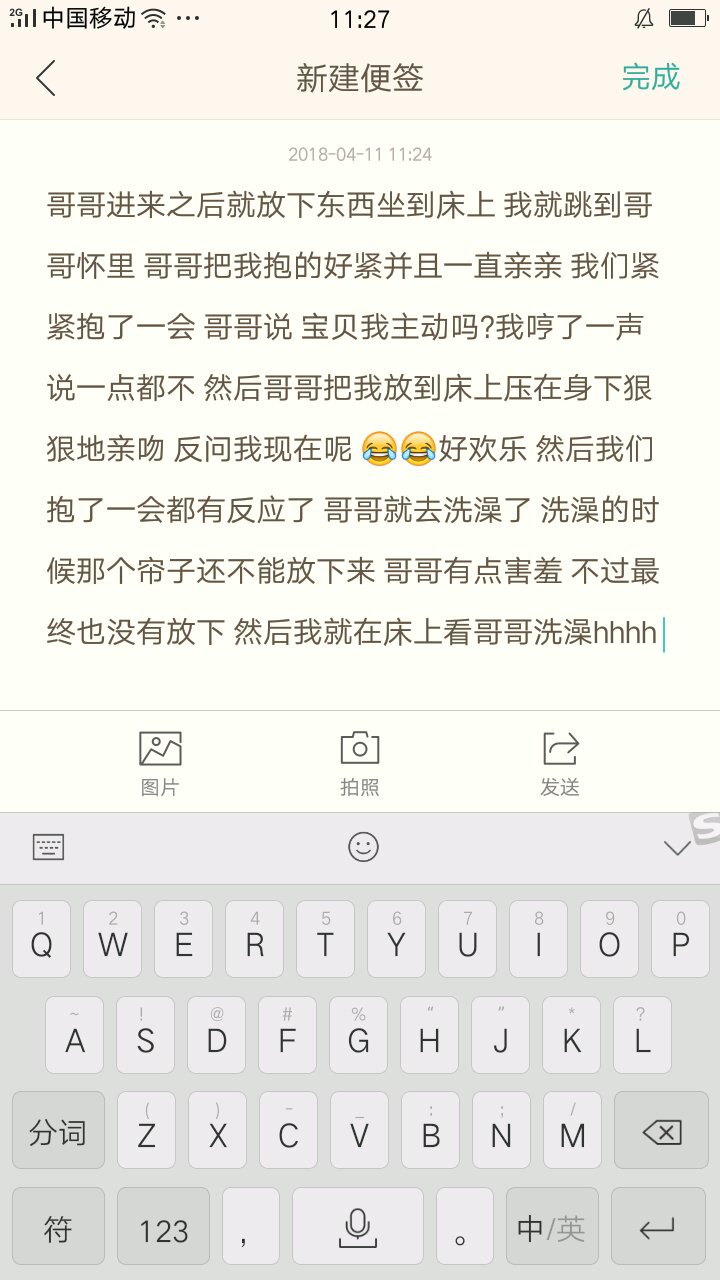 2G 中国移动 11:27
新建便签 完成
2018-04-11 11:24
哥哥进来之后就放下东西坐到床上 我就跳到哥
哥怀里 哥哥把我抱的好紧并且一直亲亲 我们紧
紧抱了一会 哥哥说 宝贝我主动吗?我哼了一声
说一点都不 然后哥哥把我放到床上压在身下狠
狠地亲吻 反问我现在呢 😂😂好欢乐 然后我们
抱了一会都有反应了 哥哥就去洗澡了 洗澡的时
候那个帘子还不能放下来 哥哥有点害羞 不过最
终也没有放下 然后我就在床上看哥哥洗澡hhhh
图片 拍照 发送
S
1 2 3 4 5 6 7 8 9 0
Q W E R T Y U I O P
~ ! @ # % “ ” * ?
A S D F G H J K L
( ) - _ : ; /
分词 Z X C V B N M
符 123 , 。 中/英